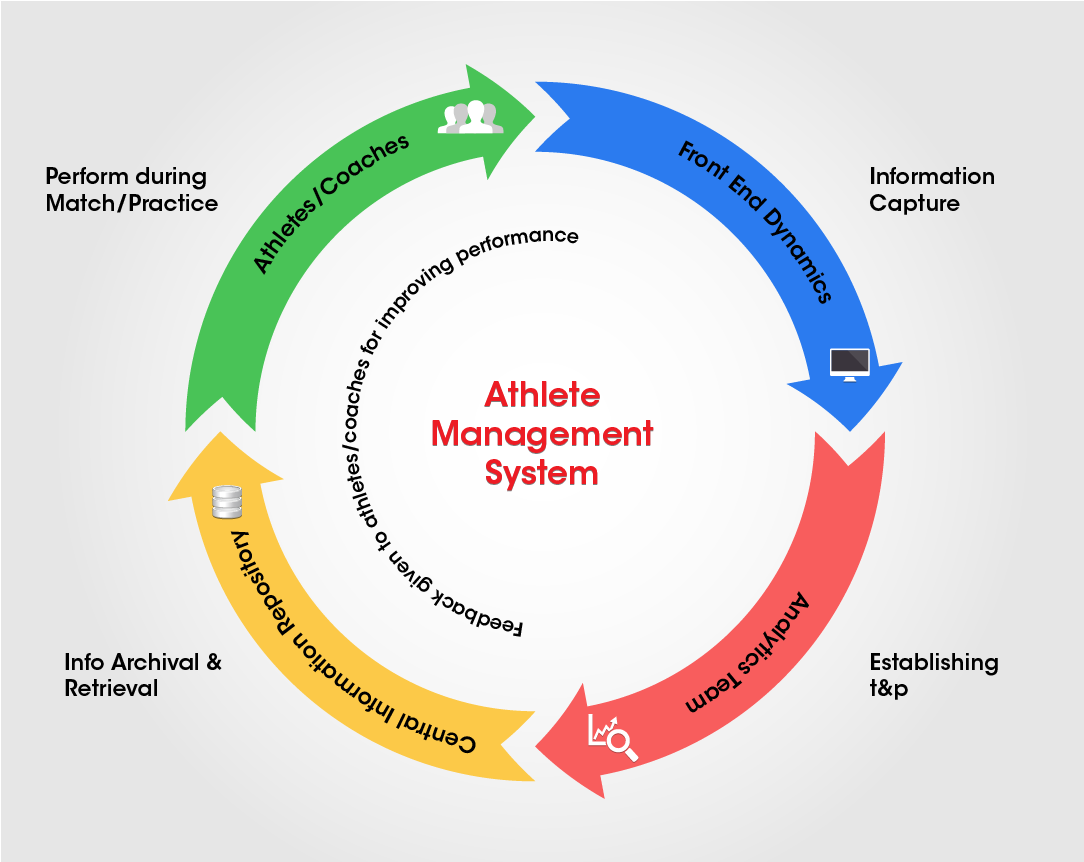 Athletes/Coaches
Perform during
Match/Practice
Front End Dynamics
Information
Capture
Feedback given to athletes/coaches for improving performance
Athlete
Management
System
Central Information Repository
Info Archival &
Retrieval
Analytics Team
Establishing
t&p